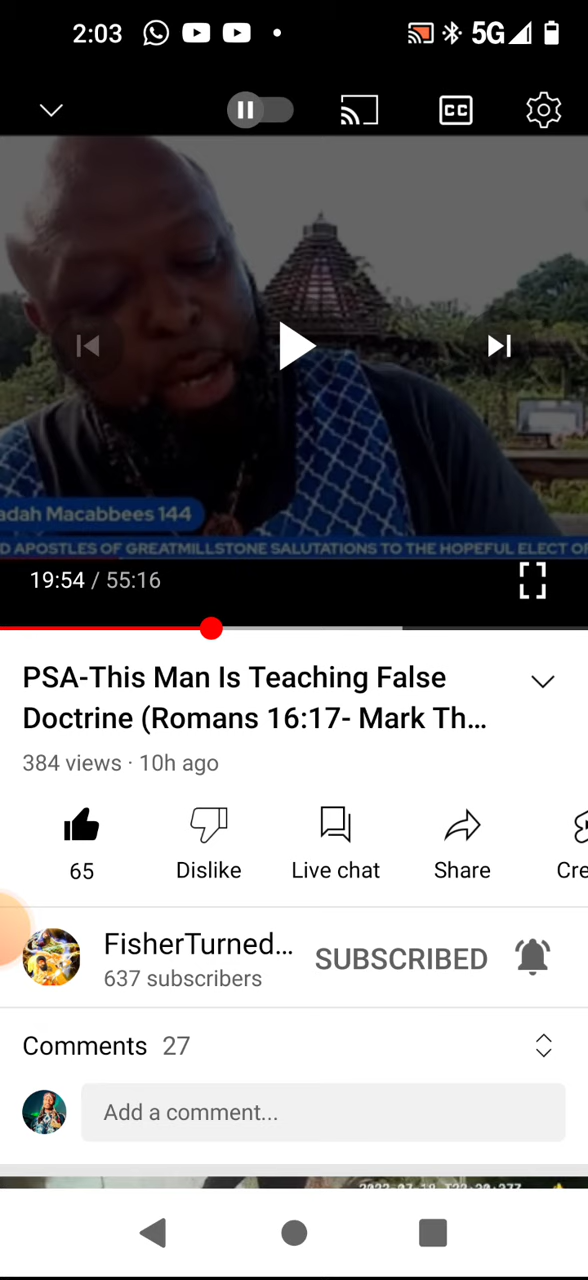 2:03
5G
CC
adah Macabbees 144
D APOSTLES OF GREATMILLSTONE SALUTATIONS TO THE HOPEFUL ELECT OF
19:54 / 55:16
PSA-This Man Is Teaching False
Doctrine (Romans 16:17- Mark Th...
384 views · 10h ago
65
Dislike
Live chat
Share
Cre
FisherTurned...
SUBSCRIBED
637 subscribers
Comments 27
Add a comment...